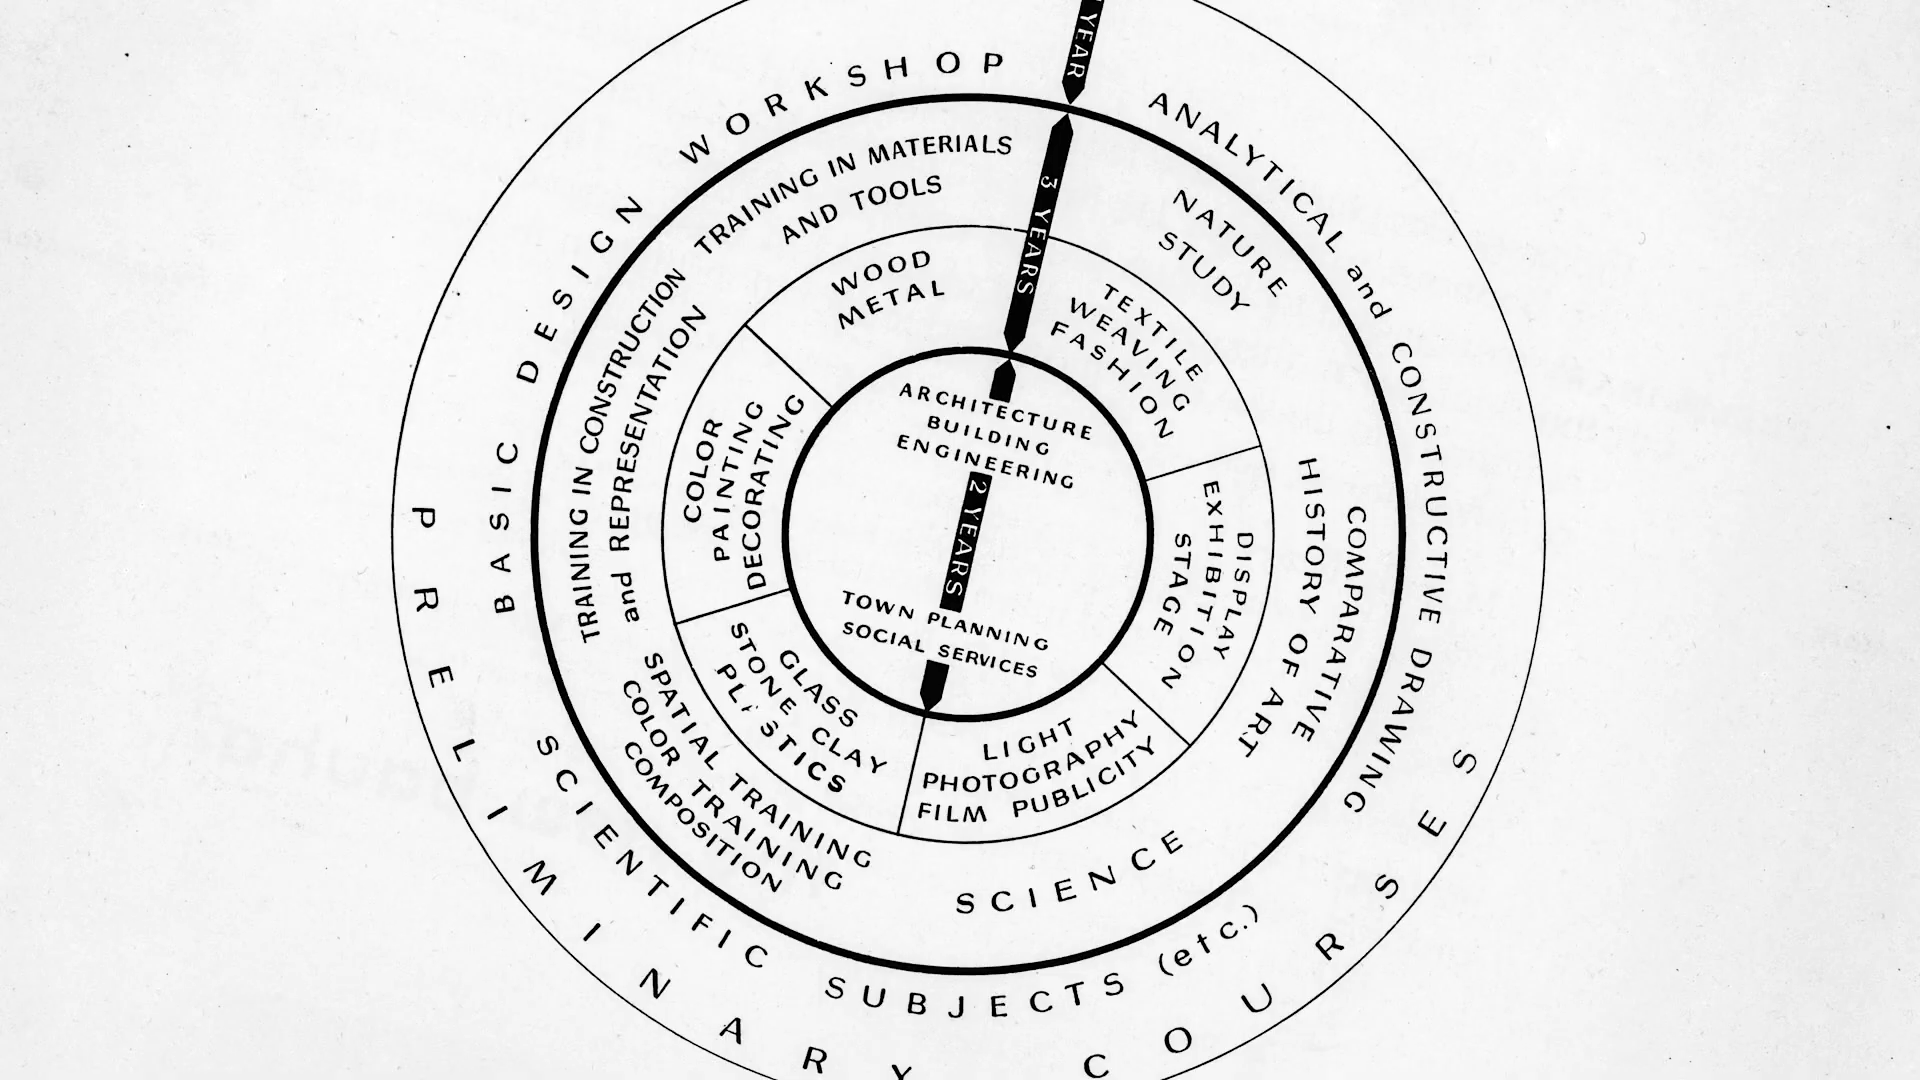 PRELIMINARY COURSES
BASIC DESIGN WORKSHOP
ANALYTICAL and CONSTRUCTIVE DRAWING
SCIENTIFIC SUBJECTS (etc.)
YEAR
3 YEARS
TRAINING IN MATERIALS
AND TOOLS
NATURE
STUDY
COMPARATIVE
HISTORY OF ART
SCIENCE
SPATIAL TRAINING
COLOR TRAINING
COMPOSITION
TRAINING IN CONSTRUCTION
and REPRESENTATION
WOOD
METAL
TEXTILE
WEAVING
FASHION
DISPLAY
EXHIBITION
STAGE
LIGHT
PHOTOGRAPHY
FILM PUBLICITY
GLASS
STONE CLAY
PLASTICS
COLOR
PAINTING
DECORATING
ARCHITECTURE
BUILDING
ENGINEERING
2 YEARS
TOWN PLANNING
SOCIAL SERVICES